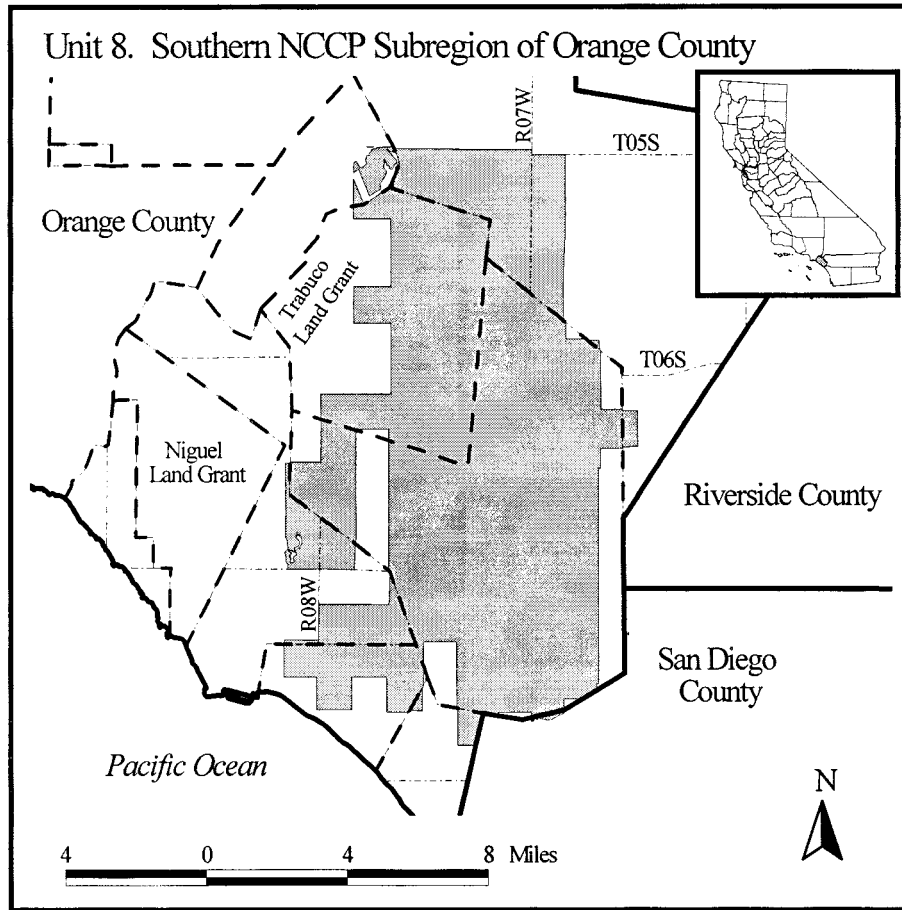 Unit 8. Southern NCCP Subregion of Orange County
R07W
T05S
Orange County
Trabuco
Land Grant
T06S
Niguel
Land Grant
Riverside County
R08W
San Diego
County
Pacific Ocean
N
4 0 4 8 Miles